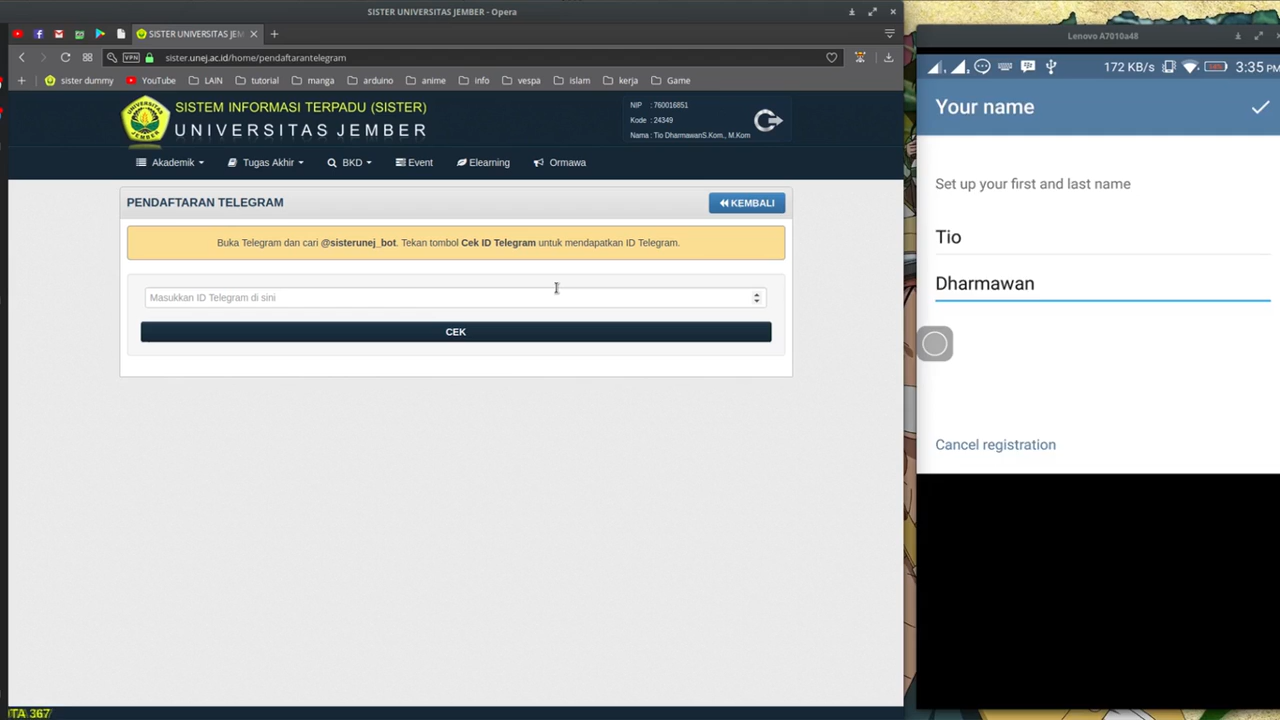 SISTER UNIVERSITAS JEMBER - Opera
SISTER UNIVERSITAS JEM
VPN
sister.unej.ac.id/home/pendaftarantelegram
sister dummy YouTube LAIN tutorial manga arduino anime info vespa islam kerja Game
SISTEM INFORMASI TERPADU (SISTER)
UNIVERSITAS JEMBER
NIP : 760016851
Kode : 24349
Nama : Tio DharmawanS.Kom., M.Kom
Akademik Tugas Akhir BKD Event Elearning Ormawa
PENDAFTARAN TELEGRAM
KEMBALI
Buka Telegram dan cari @sisterunej_bot. Tekan tombol Cek ID Telegram untuk mendapatkan ID Telegram.
Masukkan ID Telegram di sini
CEK
TA 367
Lenovo A7010a48
172 KB/s 3:35 PM
Your name
Set up your first and last name
Tio
Dharmawan
Cancel registration